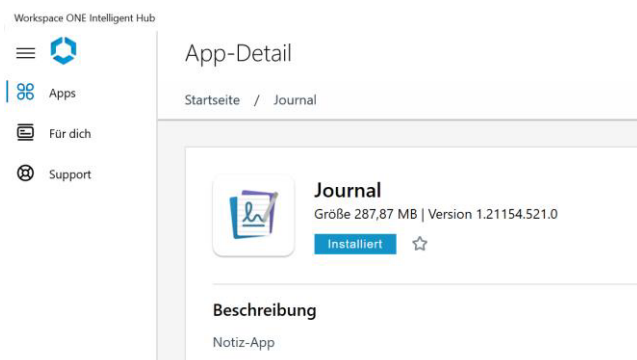 Workspace ONE Intelligent Hub
App-Detail
Apps
Startseite / Journal
Für dich
Support
Journal
Größe 287,87 MB | Version 1.21154.521.0
Installiert
Beschreibung
Notiz-App